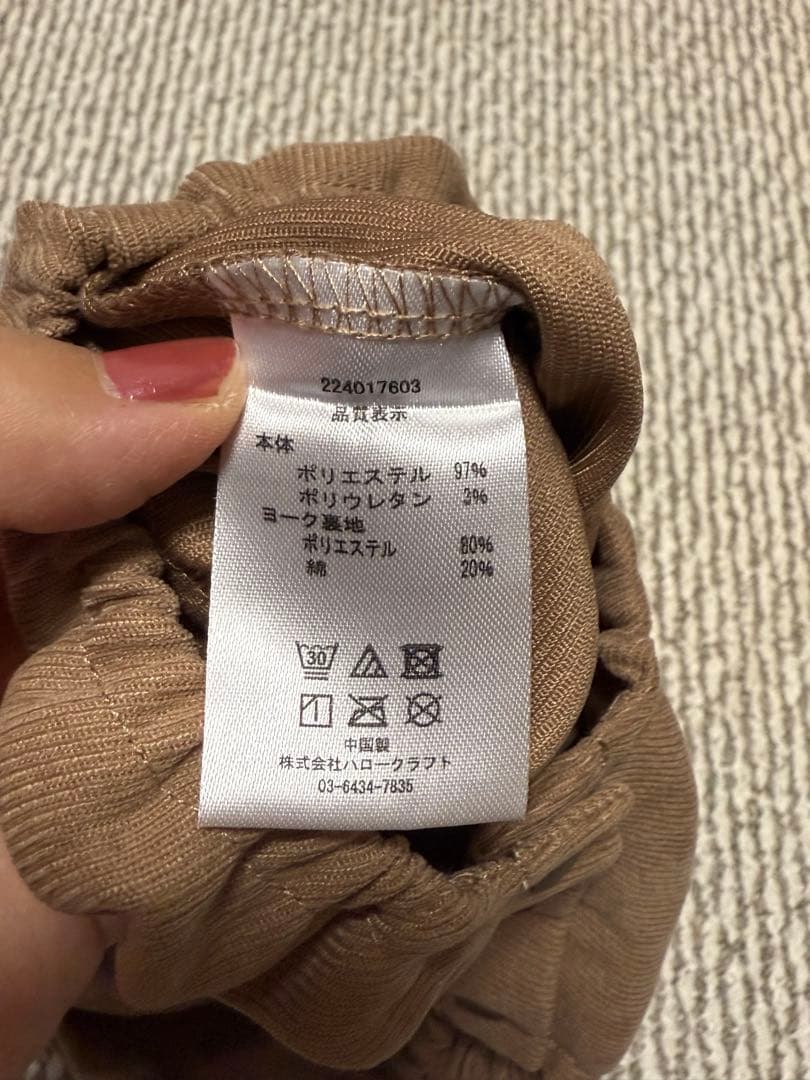 224017603
品質表示
本体
ポリエステル 97%
ポリウレタン 3%
ヨーク裏地
ポリエステル 80%
綿 20%
30
中国製
株式会社ハロークラフト
03-6434-7835